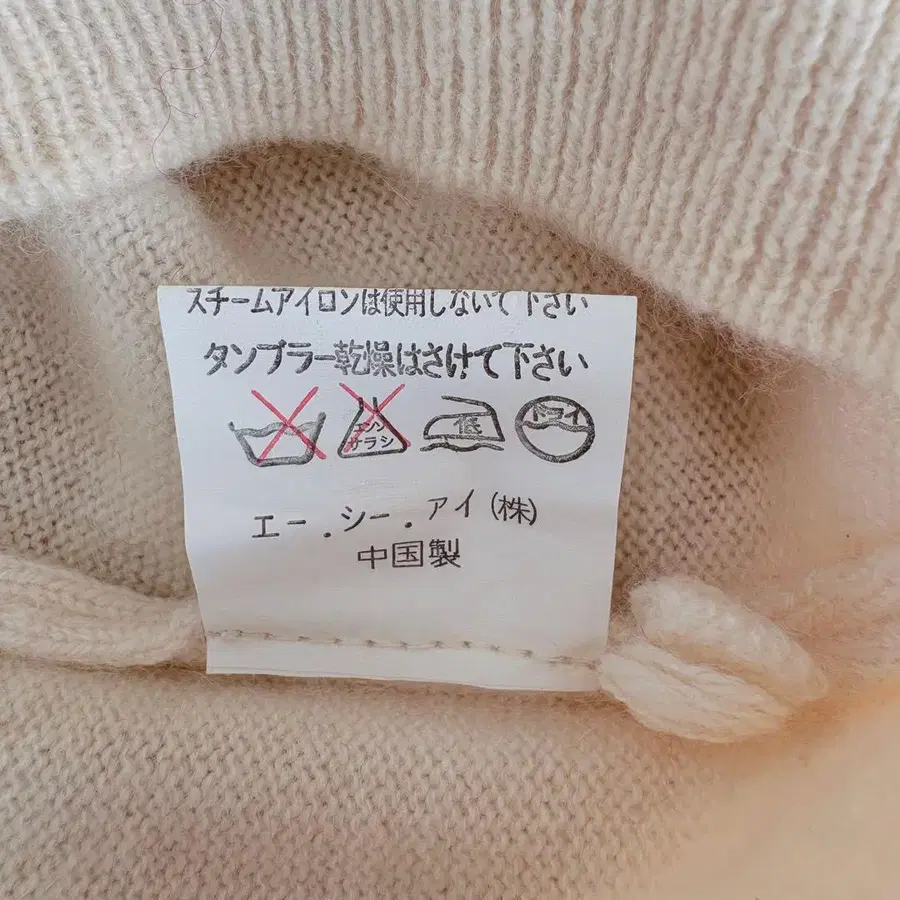 スチームアイロンは使用しないで下さい
タンブラー乾燥はさけて下さい
エンソサラシ 低 ドライ
エー.シー.アイ(株)
中国製